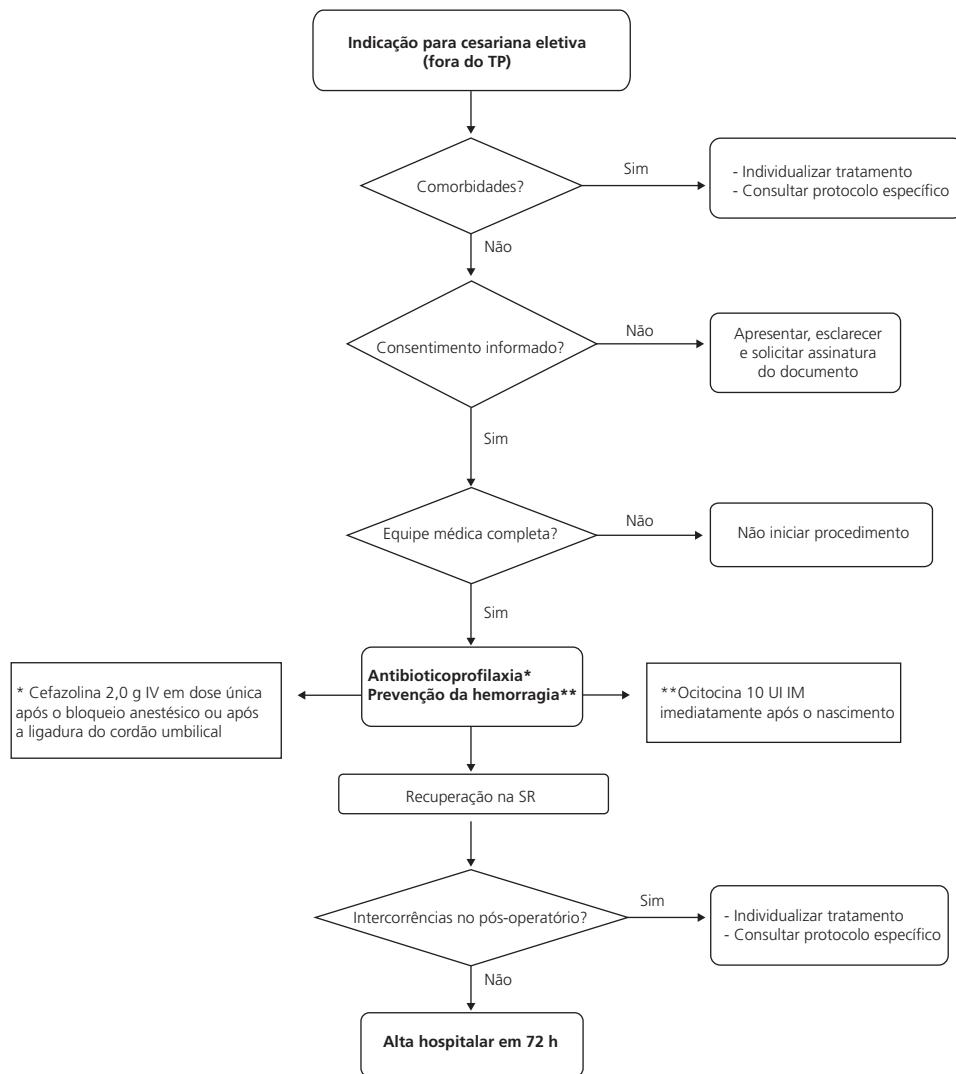 Indicação para cesariana eletiva
(fora do TP)
Comorbidades?
Sim
- Individualizar tratamento
- Consultar protocolo específico
Não
Consentimento informado?
Não
Apresentar, esclarecer
e solicitar assinatura
do documento
Sim
Equipe médica completa?
Não
Não iniciar procedimento
Sim
* Cefazolina 2,0 g IV em dose única
após o bloqueio anestésico ou após
a ligadura do cordão umbilical
Antibioticoprofilaxia*
Prevenção da hemorragia**
**Ocitocina 10 UI IM
imediatamente após o nascimento
Recuperação na SR
Intercorrências no pós-operatório?
Sim
- Individualizar tratamento
- Consultar protocolo específico
Não
Alta hospitalar em 72 h